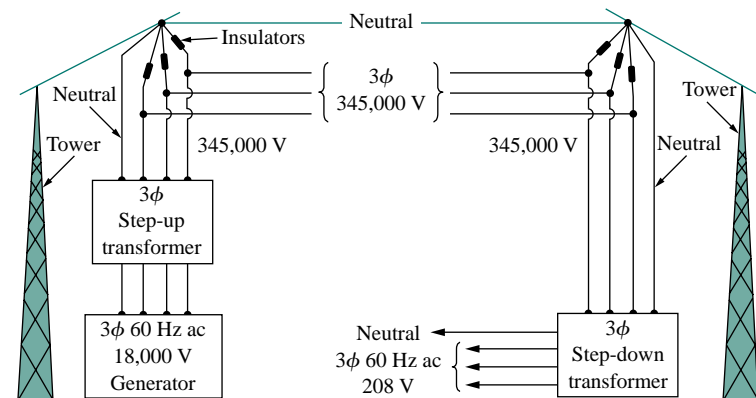 Neutral
Insulators
3ϕ
345,000 V
Neutral
Tower
345,000 V
345,000 V
Tower
Neutral
3ϕ
Step-up
transformer
3ϕ 60 Hz ac
18,000 V
Generator
Neutral
3ϕ 60 Hz ac
208 V
3ϕ
Step-down
transformer